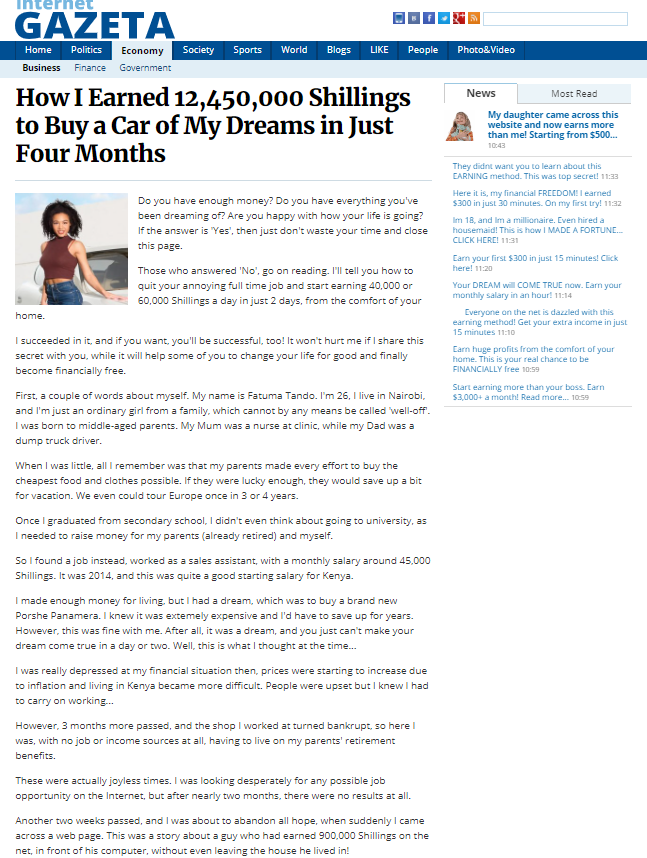 Internet
GAZETA
Home Politics Economy Society Sports World Blogs LIKE People Photo&Video
Business Finance Government
How I Earned 12,450,000 Shillings
to Buy a Car of My Dreams in Just
Four Months
Do you have enough money? Do you have everything you've
been dreaming of? Are you happy with how your life is going?
If the answer is 'Yes', then just don't waste your time and close
this page.
Those who answered 'No', go on reading. I'll tell you how to
quit your annoying full time job and start earning 40,000 or
60,000 Shillings a day in just 2 days, from the comfort of your
home.
I succeeded in it, and if you want, you'll be successful, too! It won't hurt me if I share this
secret with you, while it will help some of you to change your life for good and finally
become financially free.
First, a couple of words about myself. My name is Fatuma Tando. I'm 26, I live in Nairobi,
and I'm just an ordinary girl from a family, which cannot by any means be called 'well-off'.
I was born to middle-aged parents. My Mum was a nurse at clinic, while my Dad was a
dump truck driver.
When I was little, all I remember was that my parents made every effort to buy the
cheapest food and clothes possible. If they were lucky enough, they would save up a bit
for vacation. We even could tour Europe once in 3 or 4 years.
Once I graduated from secondary school, I didn't even think about going to university, as
I needed to raise money for my parents (already retired) and myself.
So I found a job instead, worked as a sales assistant, with a monthly salary around 45,000
Shillings. It was 2014, and this was quite a good starting salary for Kenya.
I made enough money for living, but I had a dream, which was to buy a brand new
Porshe Panamera. I knew it was extemely expensive and I'd have to save up for years.
However, this was fine with me. After all, it was a dream, and you just can't make your
dream come true in a day or two. Well, this is what I thought at the time...
I was really depressed at my financial situation then, prices were starting to increase due
to inflation and living in Kenya became more difficult. People were upset but I knew I had
to carry on working...
However, 3 months more passed, and the shop I worked at turned bankrupt, so here I
was, with no job or income sources at all, having to live on my parents' retirement
benefits.
These were actually joyless times. I was looking desperately for any possible job
opportunity on the Internet, but after nearly two months, there were no results at all.
Another two weeks passed, and I was about to abandon all hope, when suddenly I came
across a web page. This was a story about a guy who had earned 900,000 Shillings on the
net, in front of his computer, without even leaving the house he lived in!
News Most Read
My daughter came across this
website and now earns more
than me! Starting from $500...
10:43
They didnt want you to learn about this
EARNING method. This was top secret! 11:33
Here it is, my financial FREEDOM! I earned
$300 in just 30 minutes. On my first try! 11:32
Im 18, and Im a millionaire. Even hired a
housemaid! This is how I MADE A FORTUNE...
CLICK HERE! 11:31
Earn your first $300 in just 15 minutes! Click
here! 11:20
Your DREAM will COME TRUE now. Earn your
monthly salary in an hour! 11:14
Everyone on the net is dazzled with this
earning method! Get your extra income in just
15 minutes 11:10
Earn huge profits from the comfort of your
home. This is your real chance to be
FINANCIALLY free 10:59
Start earning more than your boss. Earn
$3,000+ a month! Read more... 10:59